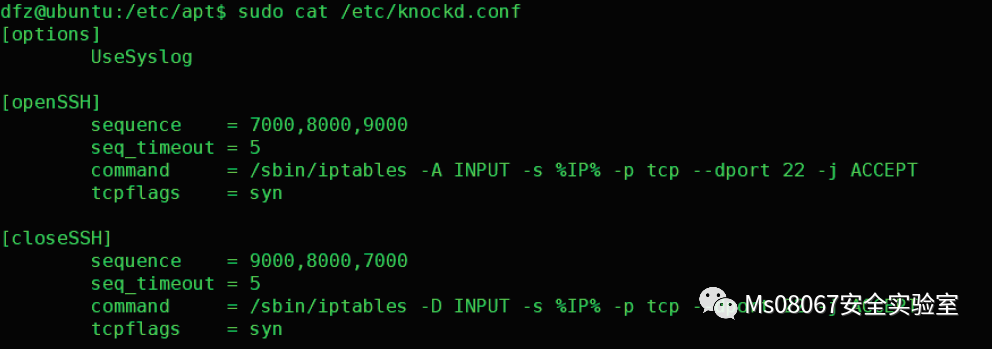 dfz@ubuntu:/etc/apt$ sudo cat /etc/knockd.conf
[options]
        UseSyslog
[openSSH]
        sequence    = 7000,8000,9000
        seq_timeout = 5
        command     = /sbin/iptables -A INPUT -s %IP% -p tcp --dport 22 -j ACCEPT
        tcpflags    = syn
[closeSSH]
        sequence    = 9000,8000,7000
        seq_timeout = 5
        command     = /sbin/iptables -D INPUT -s %IP% -p tcp
        tcpflags    = syn
Ms08067安全实验室